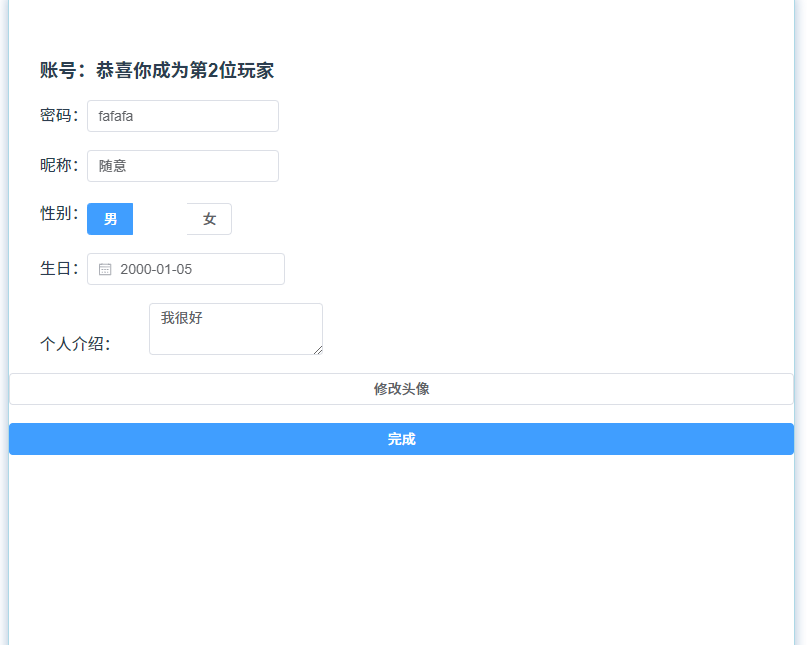 账号：恭喜你成为第2位玩家
密码： fafafa
昵称： 随意
性别： 男 女
生日： 2000-01-05
个人介绍： 我很好
修改头像
完成